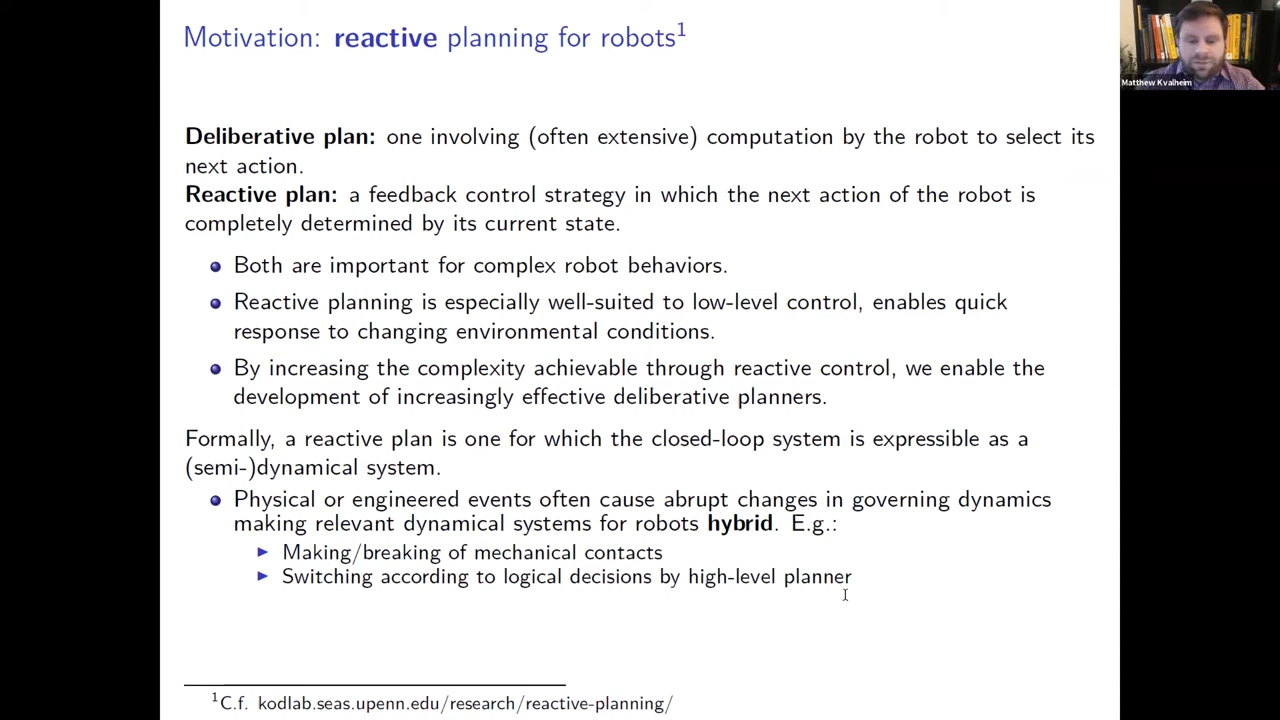 Motivation: reactive planning for robots¹
Matthew Kvalheim
Deliberative plan: one involving (often extensive) computation by the robot to select its
next action.
Reactive plan: a feedback control strategy in which the next action of the robot is
completely determined by its current state.
Both are important for complex robot behaviors.
Reactive planning is especially well-suited to low-level control, enables quick
response to changing environmental conditions.
By increasing the complexity achievable through reactive control, we enable the
development of increasingly effective deliberative planners.
Formally, a reactive plan is one for which the closed-loop system is expressible as a
(semi-)dynamical system.
Physical or engineered events often cause abrupt changes in governing dynamics
making relevant dynamical systems for robots hybrid. E.g.:
Making/breaking of mechanical contacts
Switching according to logical decisions by high-level planner
¹C.f. kodlab.seas.upenn.edu/research/reactive-planning/